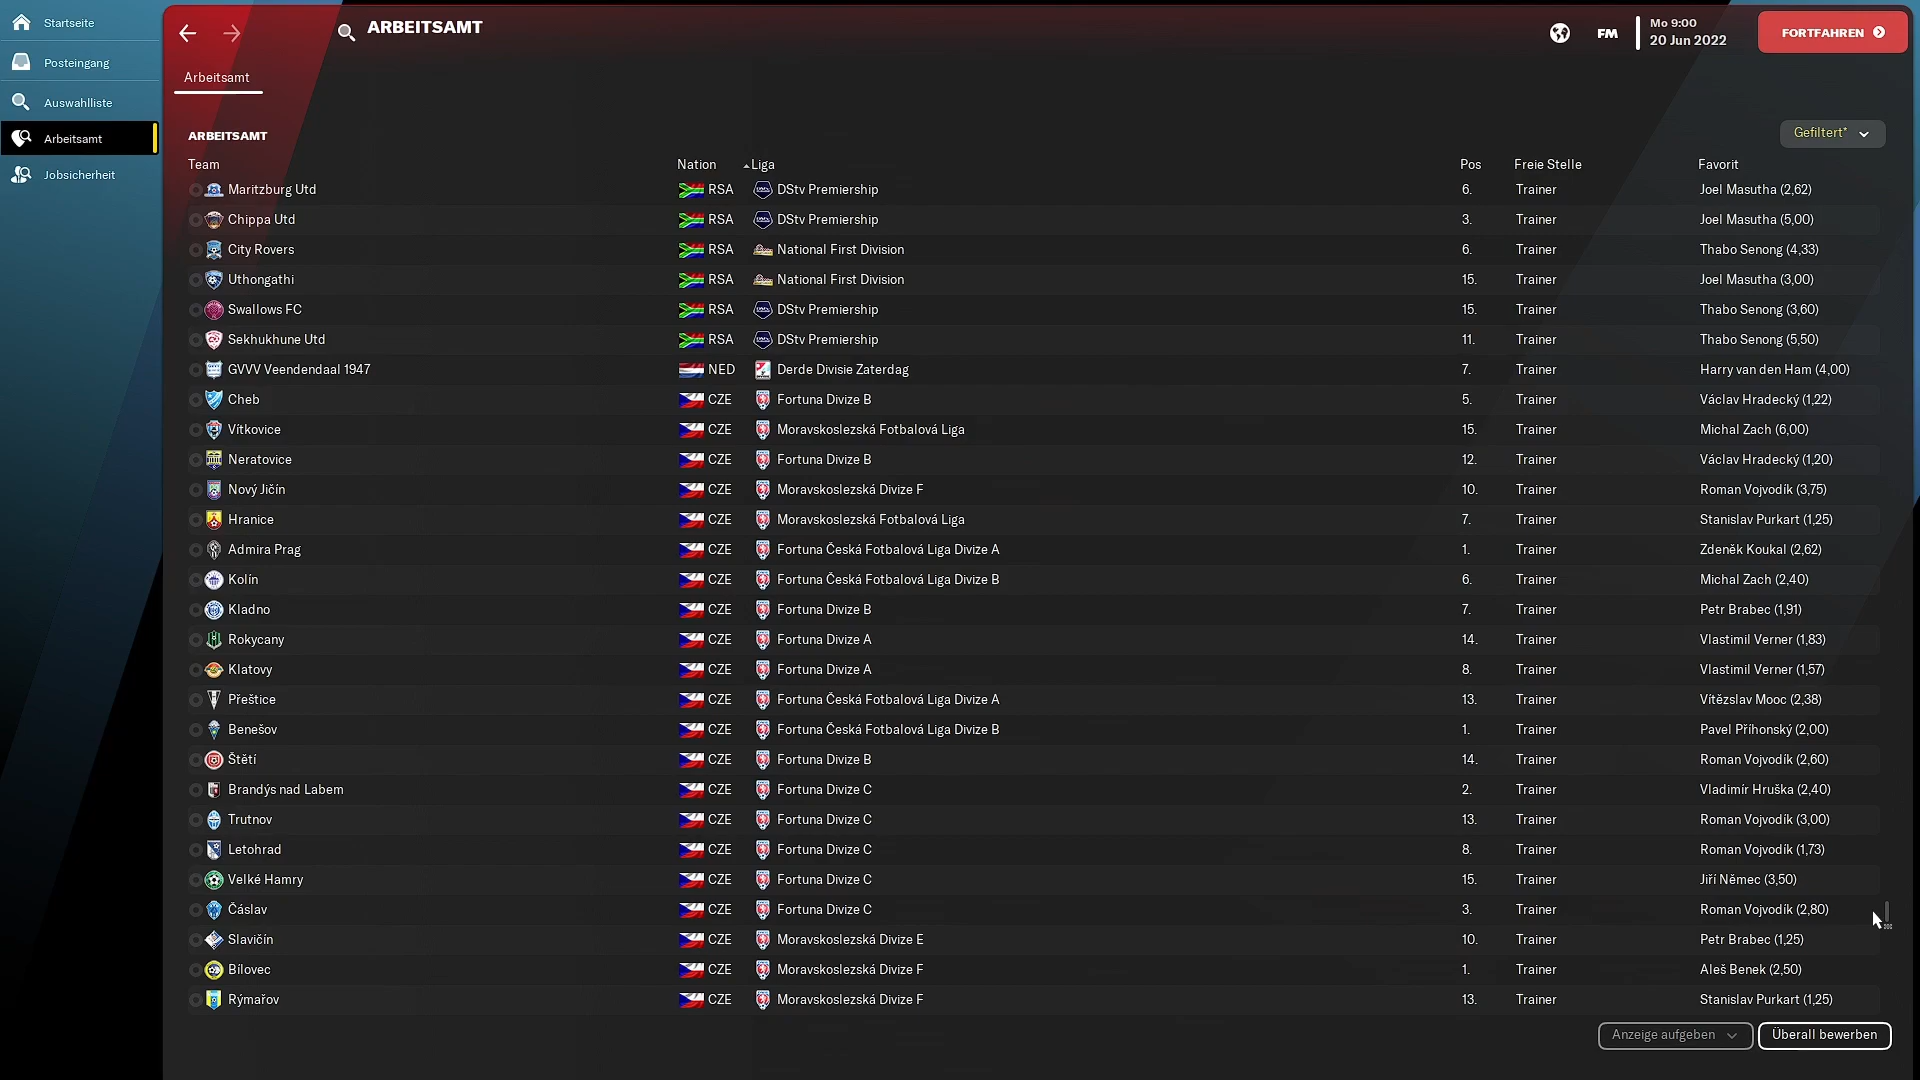 Startseite
Posteingang
Auswahlliste
Arbeitsamt
Jobsicherheit
ARBEITSAMT
FM
Mo 9:00
20 Jun 2022
FORTFAHREN
Arbeitsamt
ARBEITSAMT
Gefiltert*
Team Nation Liga Pos Freie Stelle Favorit
Maritzburg Utd RSA DStv Premiership 6. Trainer Joel Masutha (2,62)
Chippa Utd RSA DStv Premiership 3. Trainer Joel Masutha (5,00)
City Rovers RSA National First Division 6. Trainer Thabo Senong (4,33)
Uthongathi RSA National First Division 15. Trainer Joel Masutha (3,00)
Swallows FC RSA DStv Premiership 15. Trainer Thabo Senong (3,60)
Sekhukhune Utd RSA DStv Premiership 11. Trainer Thabo Senong (5,50)
GVVV Veendendaal 1947 NED Derde Divisie Zaterdag 7. Trainer Harry van den Ham (4,00)
Cheb CZE Fortuna Divize B 5. Trainer Václav Hradecký (1,22)
Vítkovice CZE Moravskoslezská Fotbalová Liga 15. Trainer Michal Zach (6,00)
Neratovice CZE Fortuna Divize B 12. Trainer Václav Hradecký (1,20)
Nový Jičín CZE Moravskoslezská Divize F 10. Trainer Roman Vojvodík (3,75)
Hranice CZE Moravskoslezská Fotbalová Liga 7. Trainer Stanislav Purkart (1,25)
Admira Prag CZE Fortuna Česká Fotbalová Liga Divize A 1. Trainer Zdeněk Koukal (2,62)
Kolín CZE Fortuna Česká Fotbalová Liga Divize B 6. Trainer Michal Zach (2,40)
Kladno CZE Fortuna Divize B 7. Trainer Petr Brabec (1,91)
Rokycany CZE Fortuna Divize A 14. Trainer Vlastimil Verner (1,83)
Klatovy CZE Fortuna Divize A 8. Trainer Vlastimil Verner (1,57)
Přeštice CZE Fortuna Česká Fotbalová Liga Divize A 13. Trainer Vítězslav Mooc (2,38)
Benešov CZE Fortuna Česká Fotbalová Liga Divize B 1. Trainer Pavel Příhonský (2,00)
Štětí CZE Fortuna Divize B 14. Trainer Roman Vojvodík (2,60)
Brandýs nad Labem CZE Fortuna Divize C 2. Trainer Vladimír Hruška (2,40)
Trutnov CZE Fortuna Divize C 13. Trainer Roman Vojvodík (3,00)
Letohrad CZE Fortuna Divize C 8. Trainer Roman Vojvodík (1,73)
Velké Hamry CZE Fortuna Divize C 15. Trainer Jiří Němec (3,50)
Čáslav CZE Fortuna Divize C 3. Trainer Roman Vojvodík (2,80)
Slavičín CZE Moravskoslezská Divize E 10. Trainer Petr Brabec (1,25)
Bílovec CZE Moravskoslezská Divize F 1. Trainer Aleš Benek (2,50)
Rýmařov CZE Moravskoslezská Divize F 13. Trainer Stanislav Purkart (1,25)
Anzeige aufgeben Überall bewerben